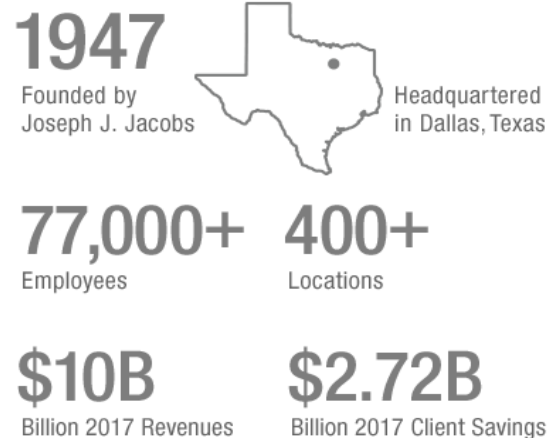 1947
Founded by
Joseph J. Jacobs
Headquartered
in Dallas, Texas
77,000+
Employees
400+
Locations
$10B
Billion 2017 Revenues
$2.72B
Billion 2017 Client Savings